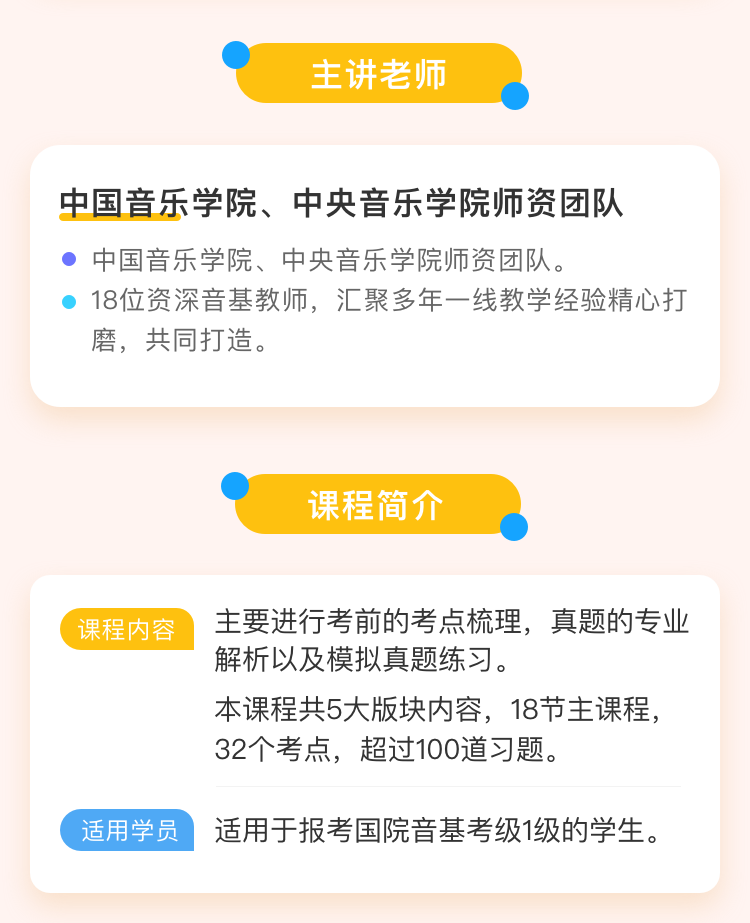 主讲老师
中国音乐学院、中央音乐学院师资团队
中国音乐学院、中央音乐学院师资团队。
18位资深音基教师，汇聚多年一线教学经验精心打
磨，共同打造。
课程简介
课程内容
主要进行考前的考点梳理，真题的专业
解析以及模拟真题练习。
本课程共5大版块内容，18节主课程，
32个考点，超过100道习题。
适用学员
适用于报考国院音基考级1级的学生。